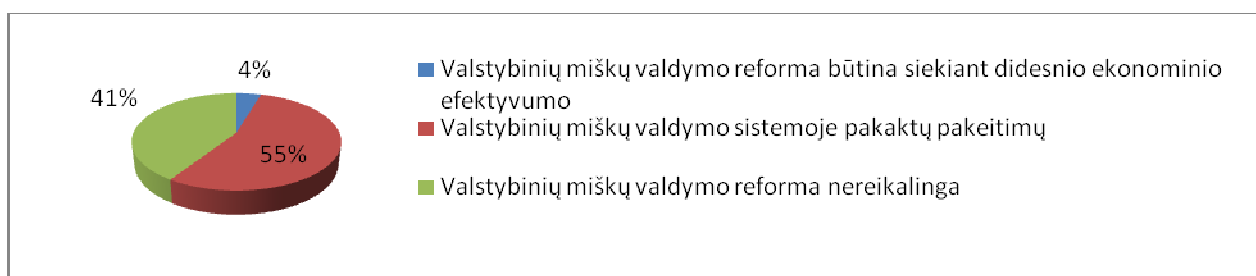 4%
41%
55%
Valstybinių miškų valdymo reforma būtina siekiant didesnio ekonominio
efektyvumo
Valstybinių miškų valdymo sistemoje pakaktų pakeitimų
Valstybinių miškų valdymo reforma nereikalinga